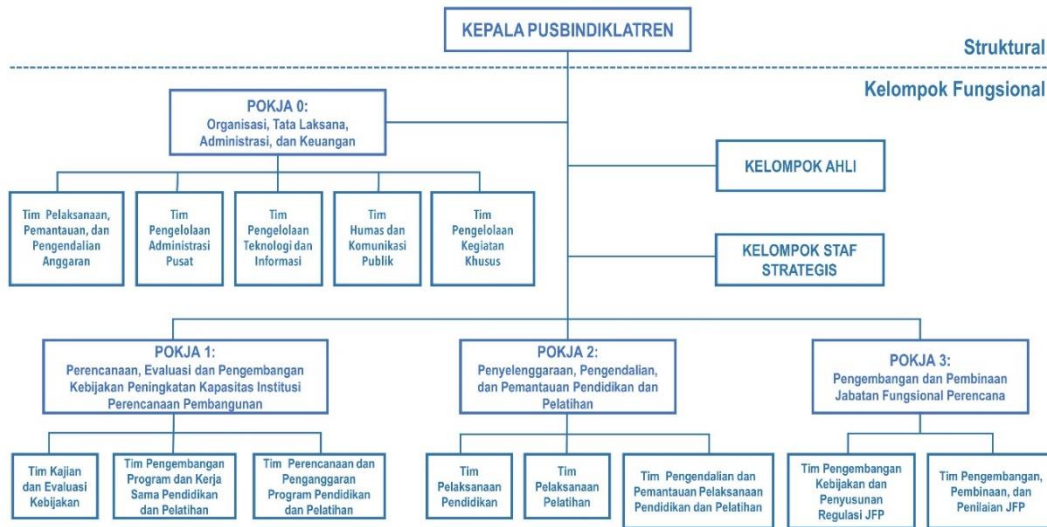 KEPALA PUSBINDIKLATREN
Struktural
Kelompok Fungsional
POKJA 0:
Organisasi, Tata Laksana,
Administrasi, dan Keuangan
KELOMPOK AHLI
Tim Pelaksanaan,
Pemantauan, dan
Pengendalian
Anggaran
Tim
Pengelolaan
Administrasi
Pusat
Tim
Pengelolaan
Teknologi dan
Informasi
Tim
Humas dan
Komunikasi
Publik
Tim
Pengelolaan
Kegiatan
Khusus
KELOMPOK STAF
STRATEGIS
POKJA 1:
Perencanaan, Evaluasi dan Pengembangan
Kebijakan Peningkatan Kapasitas Institusi
Perencanaan Pembangunan
POKJA 2:
Penyelenggaraan, Pengendalian,
dan Pemantauan Pendidikan dan
Pelatihan
POKJA 3:
Pengembangan dan Pembinaan
Jabatan Fungsional Perencana
Tim Kajian
dan Evaluasi
Kebijakan
Tim Pengembangan
Program dan Kerja
Sama Pendidikan
dan Pelatihan
Tim Perencanaan dan
Penganggaran
Program Pendidikan
dan Pelatihan
Tim
Pelaksanaan
Pendidikan
Tim
Pelaksanaan
Pelatihan
Tim Pengendalian dan
Pemantauan Pelaksanaan
Pendidikan dan Pelatihan
Tim Pengembangan
Kebijakan dan
Penyusunan
Regulasi JFP
Tim Pengembangan,
Pembinaan, dan
Penilaian JFP